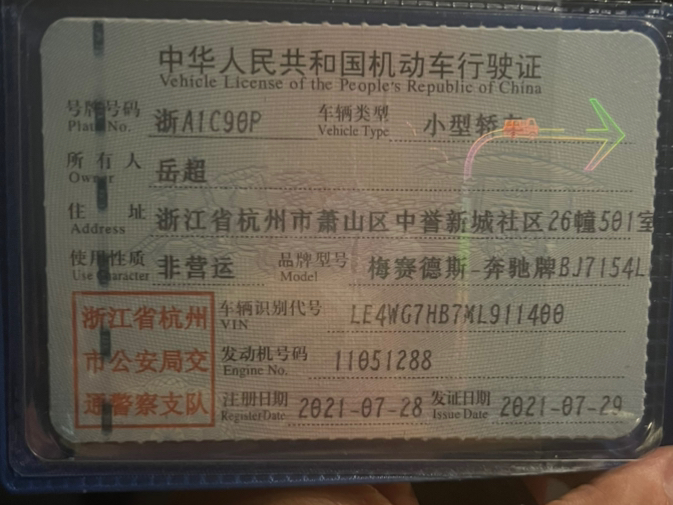 中华人民共和国机动车行驶证
Vehicle License of the People's Republic of China
号牌号码 浙A1C90P 车辆类型 小型轿车
Plate No. Vehicle Type
所有人 岳超
Owner
住址 浙江省杭州市萧山区中誉新城社区26幢501室
Address
使用性质 非营运 品牌型号 梅赛德斯-奔驰牌BJ7154L
Use Character Model
浙江省杭州
市公安局交
通警察支队
车辆识别代号 LE4WG7HB7ML911400
VIN
发动机号码 11051288
Engine No.
注册日期 2021-07-28 发证日期 2021-07-29
Register Date Issue Date